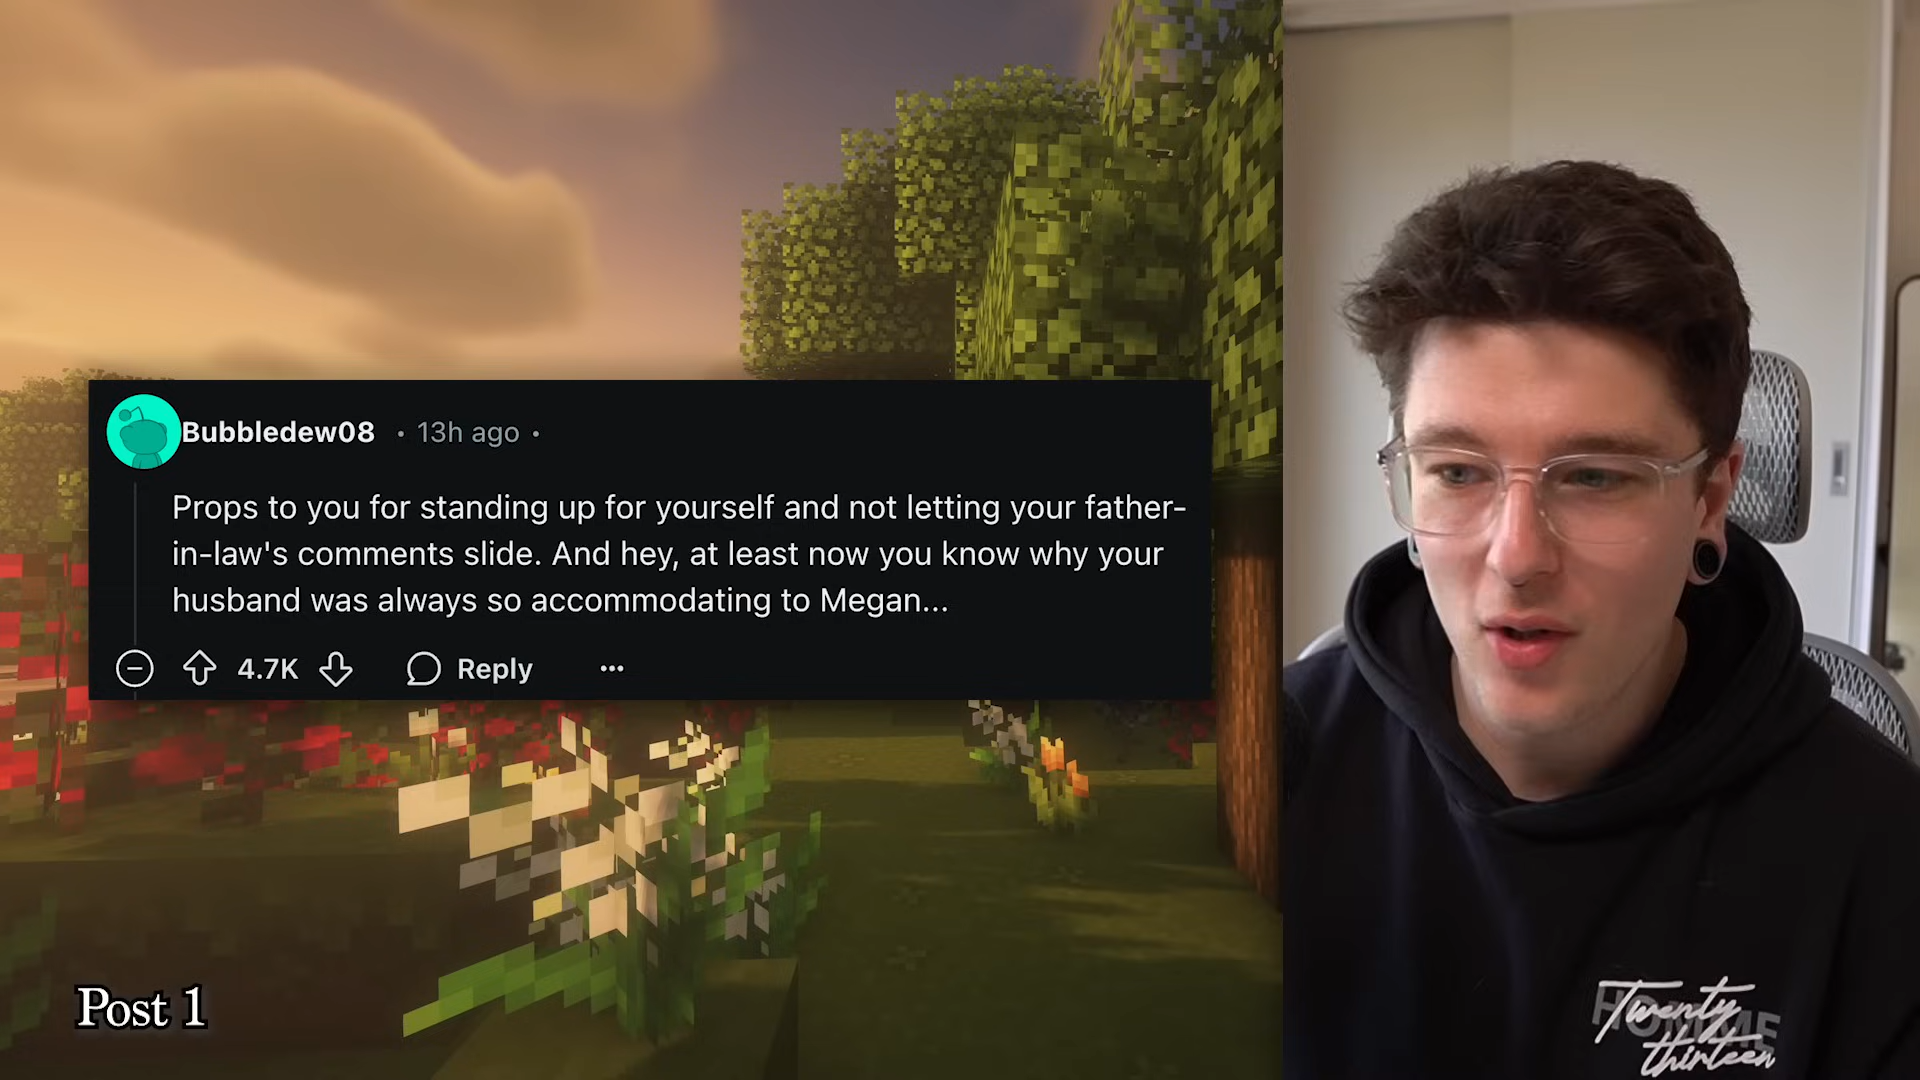 Bubbledew08 • 13h ago •
Props to you for standing up for yourself and not letting your father-
in-law's comments slide. And hey, at least now you know why your
husband was always so accommodating to Megan...
4.7K Reply ...
Post 1
HOMME
Twenty
thirteen